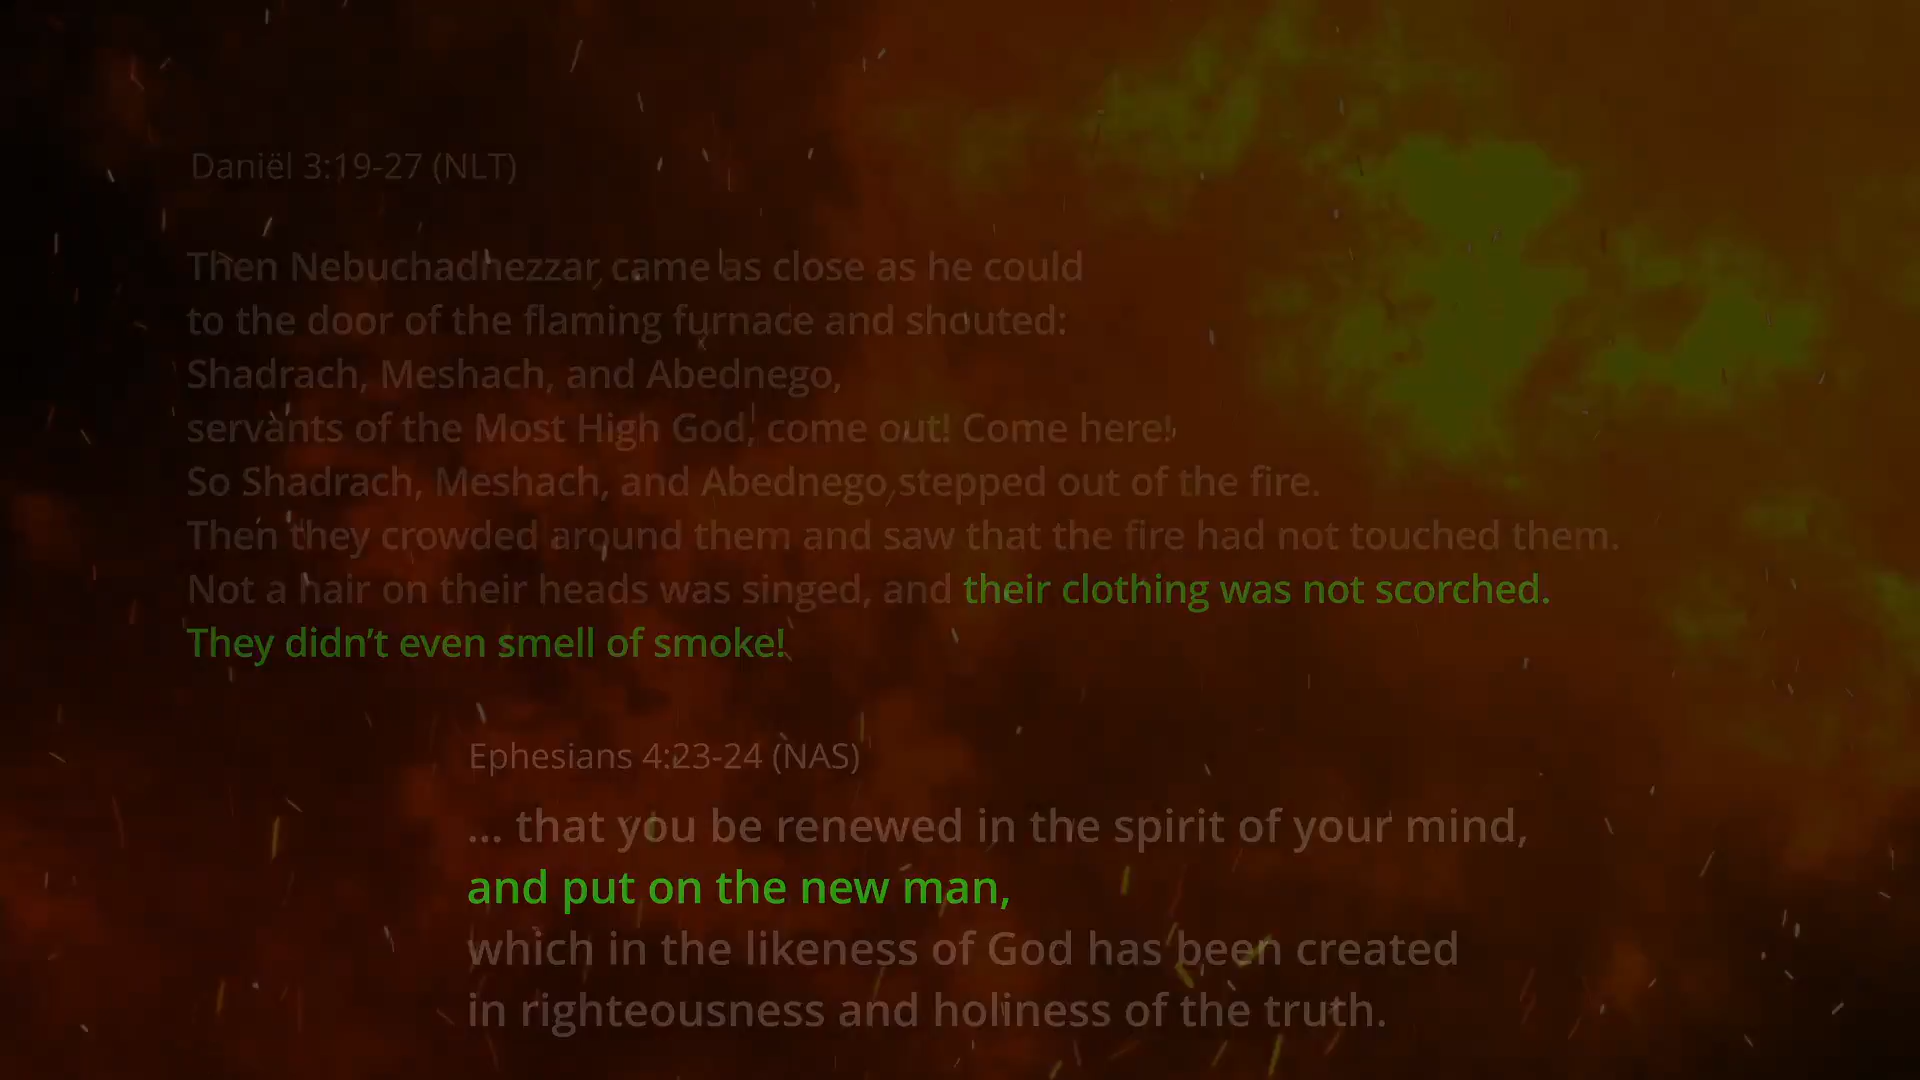 Daniël 3:19-27 (NLT)
Then Nebuchadhezzar came as close as he could
to the door of the flaming furnace and shouted:
Shadrach, Meshach, and Abednego,
servants of the Most High God, come out! Come here!
So Shadrach, Meshach, and Abednego stepped out of the fire.
Then they crowded around them and saw that the fire had not touched them.
Not a hair on their heads was singed, and their clothing was not scorched.
They didn’t even smell of smoke!
Ephesians 4:23-24 (NAS)
... that you be renewed in the spirit of your mind,
and put on the new man,
which in the likeness of God has been created
in righteousness and holiness of the truth.